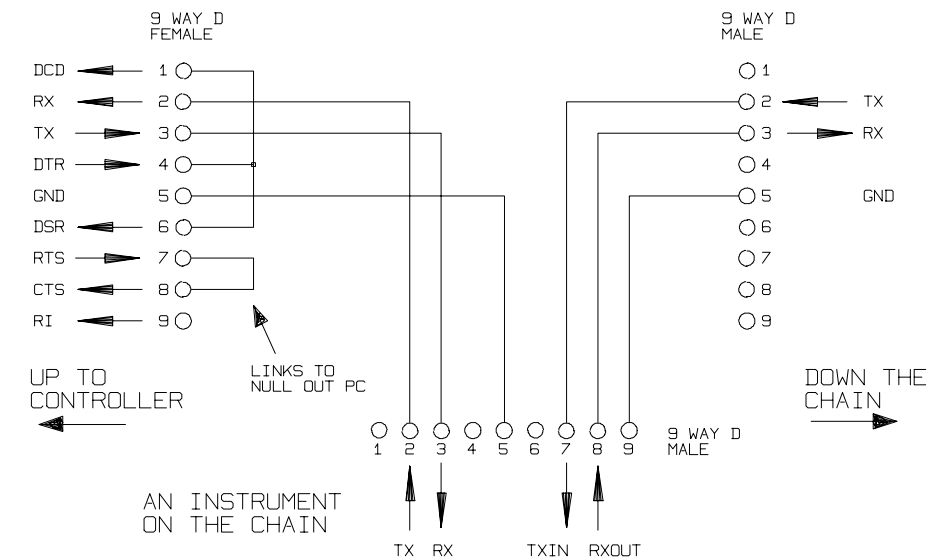 9 WAY D
FEMALE
9 WAY D
MALE
DCD 1
RX 2
TX 3
DTR 4
GND 5
DSR 6
RTS 7
CTS 8
RI 9
1
2 TX
3 RX
4
5 GND
6
7
8
9
LINKS TO
NULL OUT PC
UP TO
CONTROLLER
DOWN THE
CHAIN
1 2 3 4 5 6 7 8 9
9 WAY D
MALE
AN INSTRUMENT
ON THE CHAIN
TX RX TXIN RXOUT